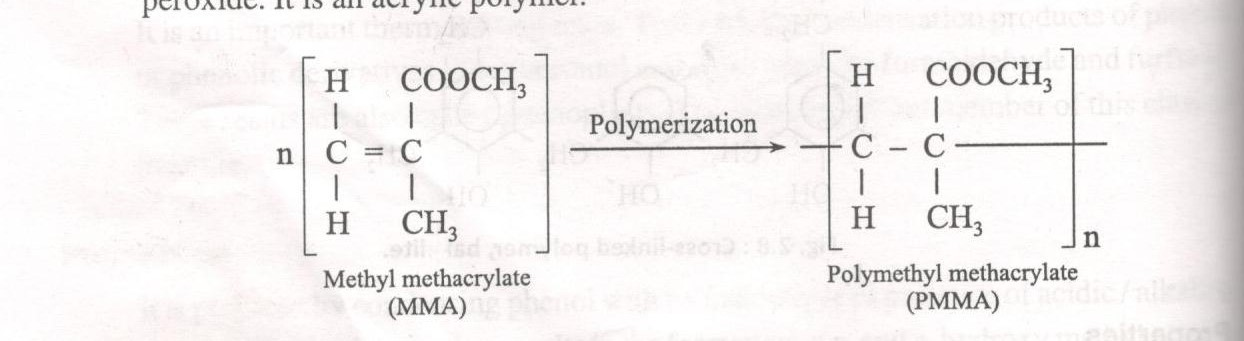 peroxide. It is an acrylic polymer.
H COOCH₃ H COOCH₃
| | | |
n C = C Polymerization C – C
| | | |
H CH₃ H CH₃ n
Methyl methacrylate Polymethyl methacrylate
(MMA) (PMMA)